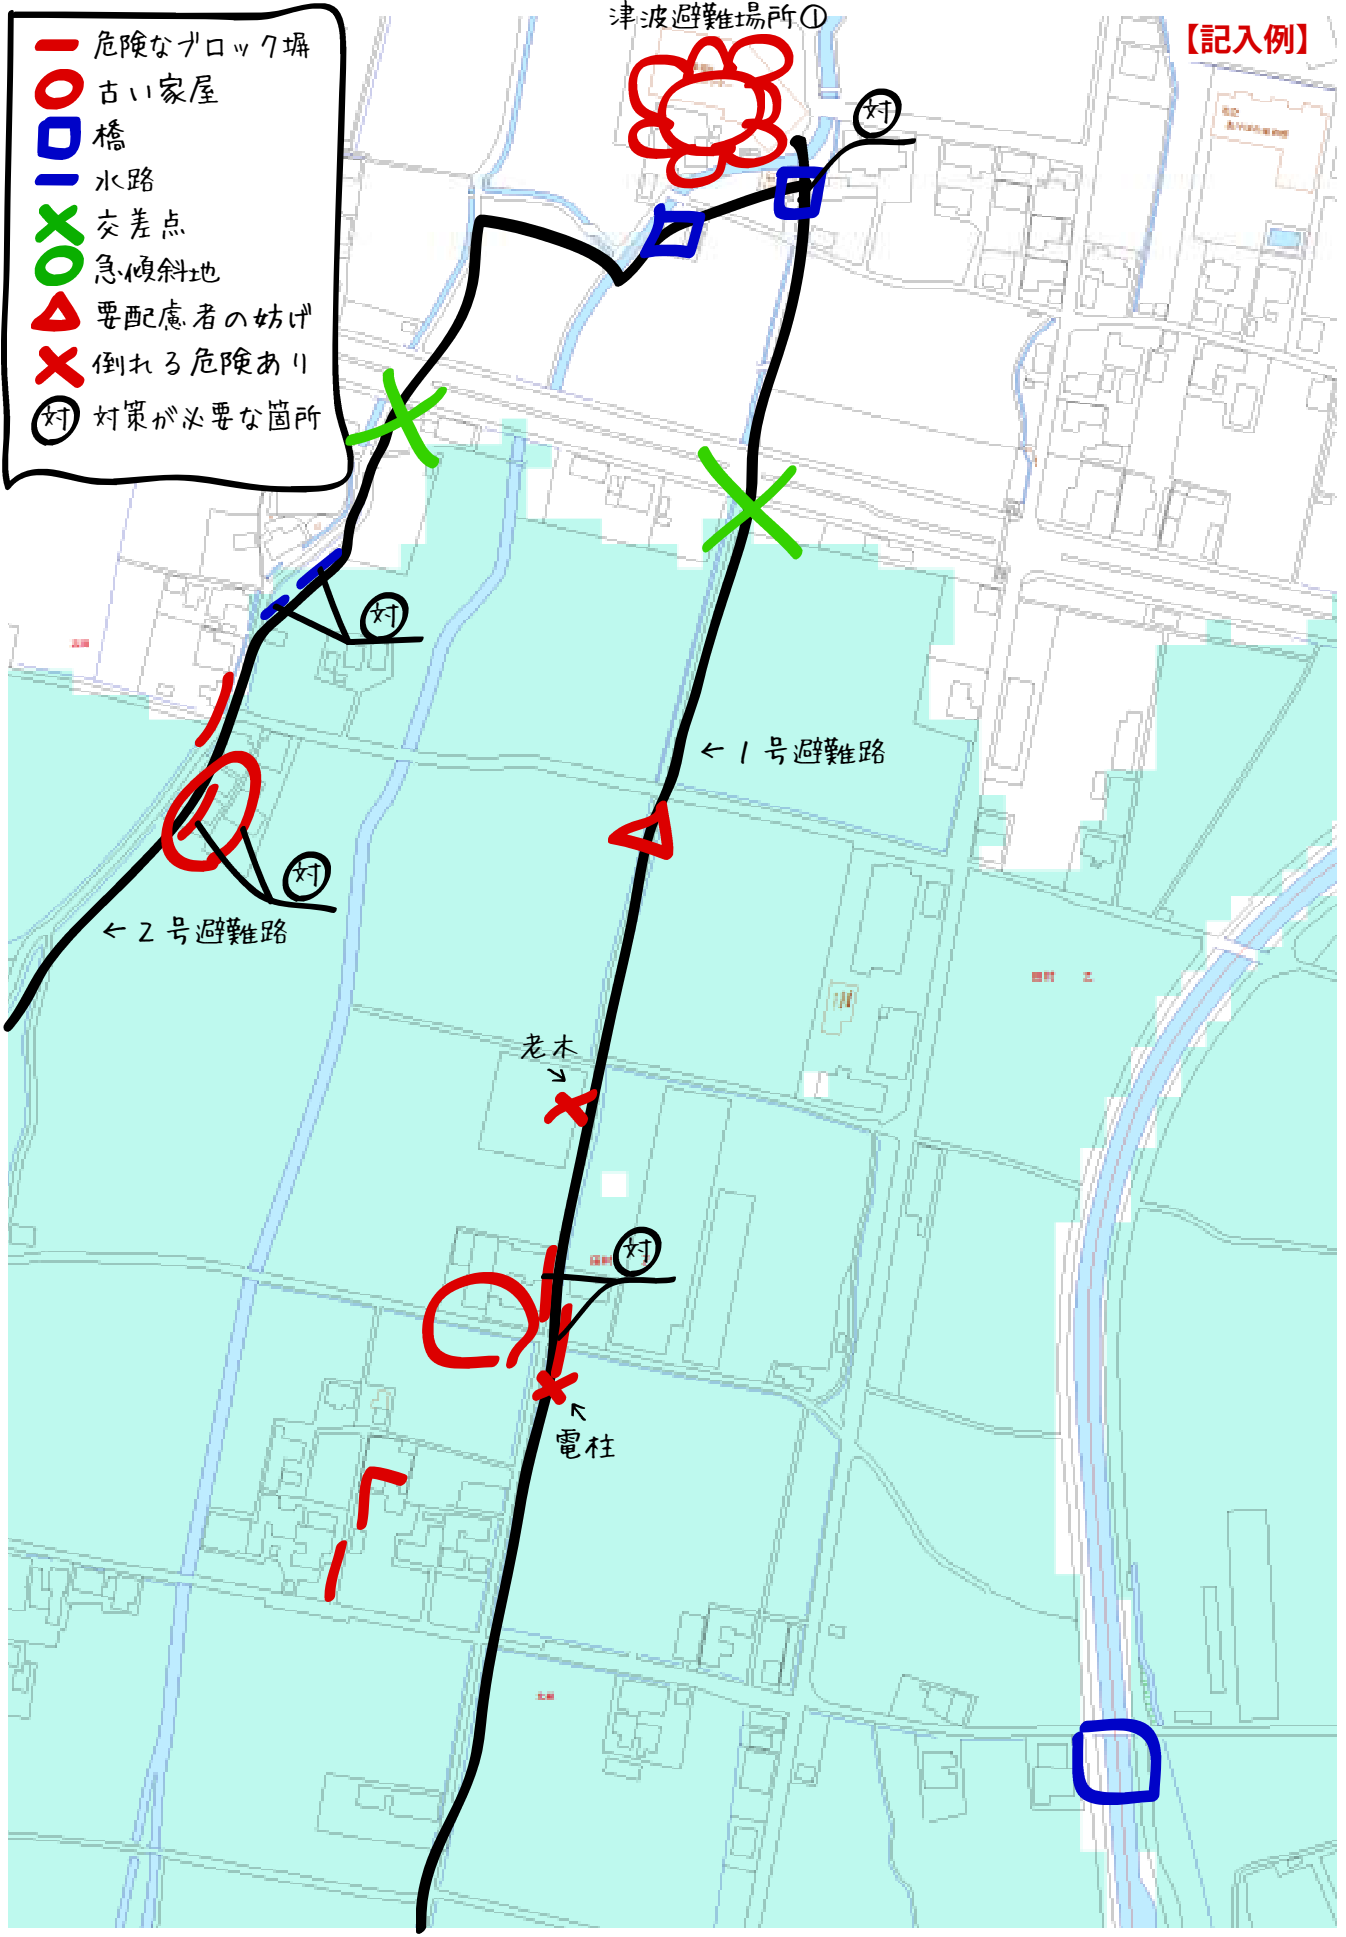 津波避難場所①
【記入例】
危険なブロック塀
古い家屋
橋
水路
交差点
急傾斜地
要配慮者の妨げ
倒れる危険あり
対 対策が必要な箇所
対
対
←1号避難路
対
←2号避難路
老木
対
電柱